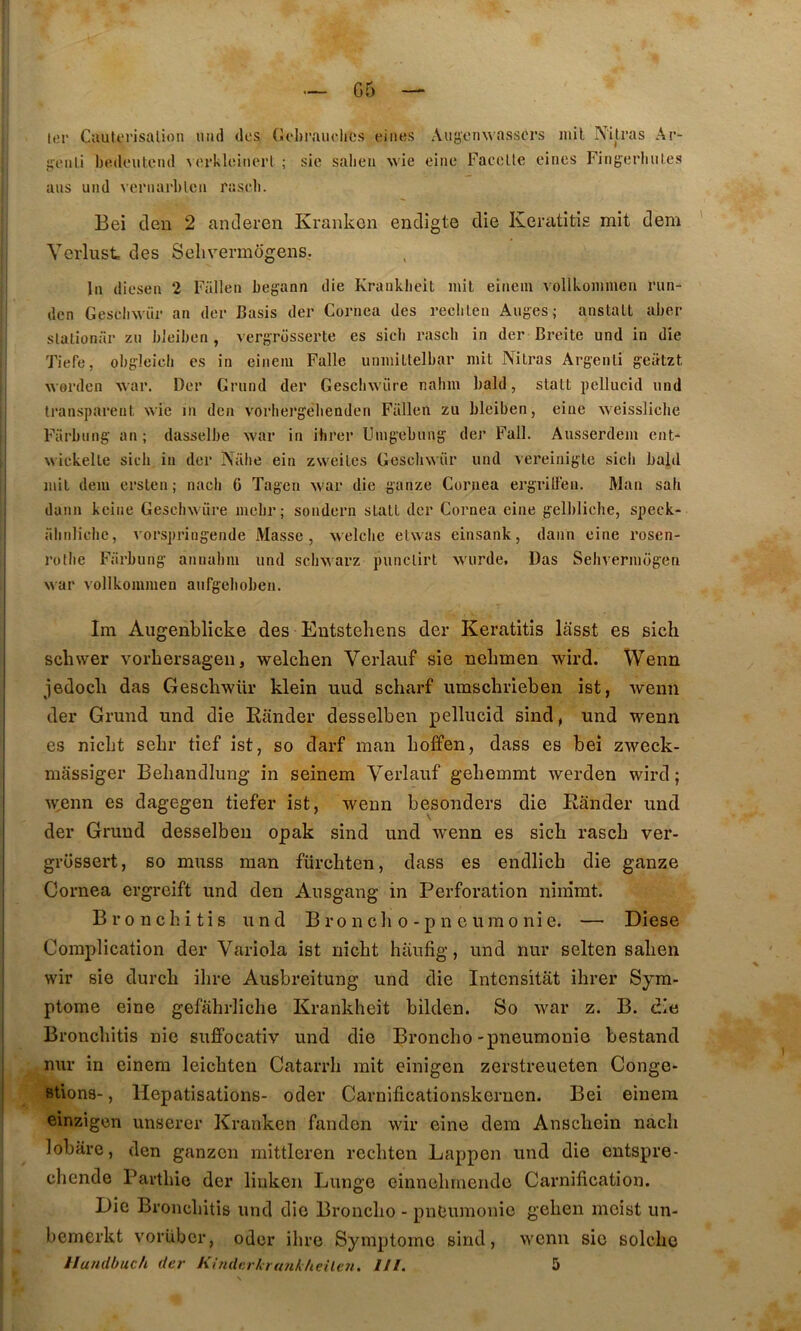 — 65 —
ter Cauterisation und des Gebrauches eines Augenwassers mit Nitras Ar-
genti bedeutend verkleinert ; sie sahen wie eine Facette eines Fingerhutes
aus und vernarbten rasch.
Bei den 2 anderen Kranken endigte die Keratitis mit dem
Verlust des Sehvermögens.
In diesen 2 Fällen begann die Krankheit mit einem vollkommen run-
den Geschwür an der Basis der Cornea des rechten Auges; anstatt aber
stationär zu bleiben , vergrösserte es sich rasch in der Breite und in die
Tiefe, obgleich es in einem Falle unmittelbar mit Nitras Argenti geätzt
worden war. Der Grund der Geschwüre nahm bald, statt pellucid und
transparent wie in den vorhergehenden Fällen zu bleiben, eine weissliche
Färbung an; dasselbe war in ihrer Umgebung der Fall. Ausserdem ent-
wickelte sich in der Nähe ein zweites Geschwür und vereinigte sich bald
mit dem ersten; nach 6 Tagen war die ganze Cornea ergriffen. Man sah
dann keine Geschwüre mehr; sondern statt der Cornea eine gelbliche, speck-
ähnliche, vorspringende Masse, welche etwas einsank, dann eine rosen-
rothe Färbung annahm und schwarz punctirt wurde. Das Sehvermögen
war vollkommen aufgehoben.
Im Augenblicke des Entstehens der Keratitis lässt es sich
schwer vorhersagen, welchen Verlauf sie nehmen wird. Wenn
jedoch das Geschwür klein uud scharf umschrieben ist, wenn
der Grund und die Ränder desselben pellucid sind, und wenn
es nicht sehr tief ist, so darf man hoffen, dass es bei zweck-
mässiger Behandlung in seinem Verlauf gehemmt werden wird;
wenn es dagegen tiefer ist, wenn besonders die Ränder und
der Grund desselben opak sind und wenn es sich rasch ver-
grössert, so muss man fürchten, dass es endlich die ganze
Cornea ergreift und den Ausgang in Perforation nimmt.
Bronchitis und Broncho-pneumonie. — Diese
Complication der Variola ist nicht häufig, und nur selten sahen
wir sie durch ihre Ausbreitung und die Intensität ihrer Sym-
ptome eine gefährliche Krankheit bilden. So war z. B. die
Bronchitis nie suffocativ und die Broncho-pneumonie bestand
nur in einem leichten Catarrh mit einigen zerstreueten Conge-
stions-, Hepatisations- oder Carnificationskernen. Bei einem
einzigen unserer Kranken fanden wir eine dem Anschein nach
lobäre, den ganzen mittleren rechten Lappen und die entspre-
chende Parthie der linken Lunge einnehmende Carnification.
Die Bronchitis und die Broncho-pneumonie gehen meist un-
bemerkt vorüber, oder ihre Symptome sind, wenn sie solche
Handbuch der Kinderkrankheiten. III. 5